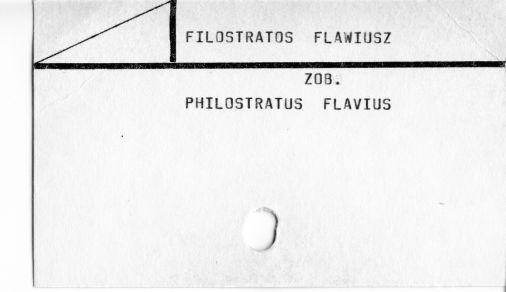 FILOSTRATOS FLAWIUSZ
ZOB.
PHILOSTRATUS FLAVIUS